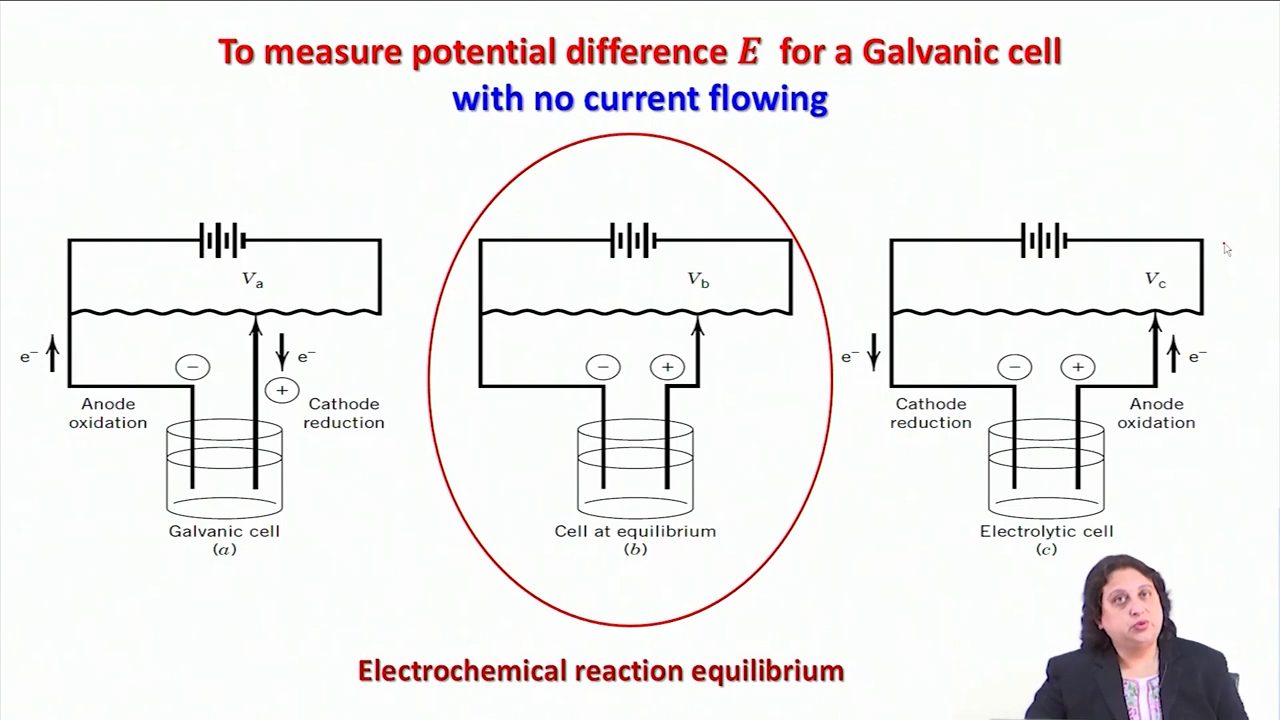 To measure potential difference E for a Galvanic cell
with no current flowing
Va
e−
−
e−
+
Anode
oxidation
Cathode
reduction
Galvanic cell
(a)
Vb
−
+
Cell at equilibrium
(b)
Vc
e−
−
+
e−
Cathode
reduction
Anode
oxidation
Electrolytic cell
(c)
Electrochemical reaction equilibrium